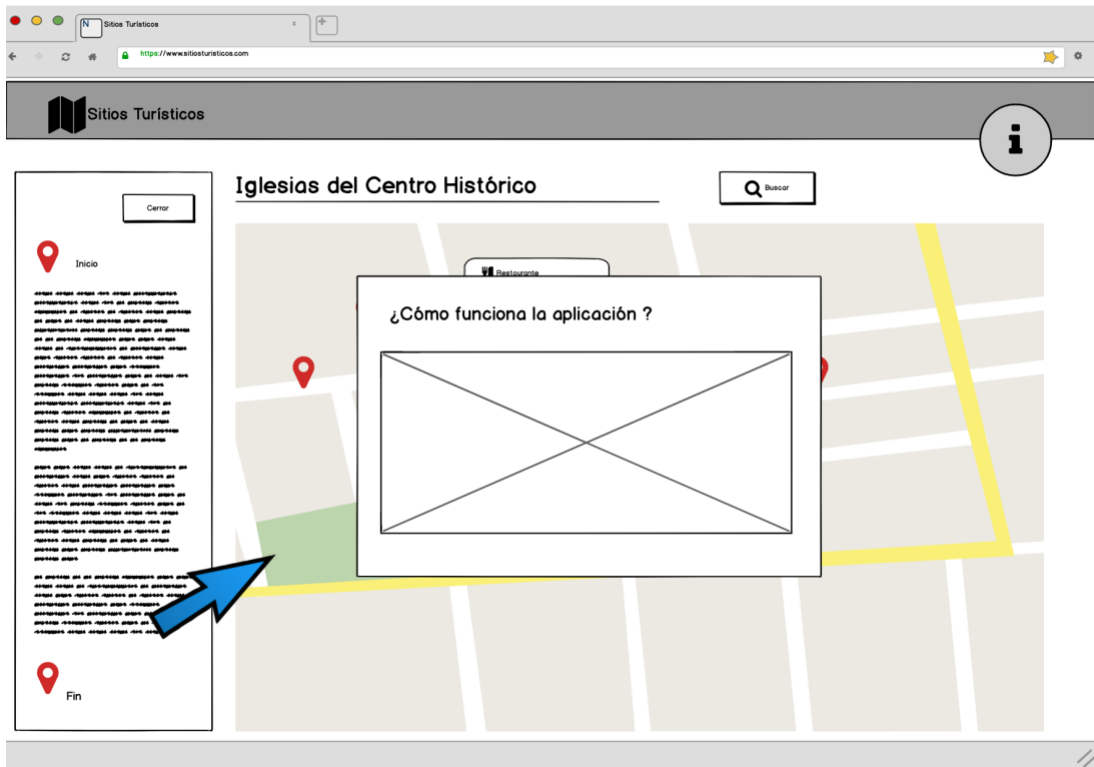 N Sitios Turísticos x
https://www.sitiosturisticos.com
Sitios Turísticos
i
Iglesias del Centro Histórico
Buscar
Cerrar
Inicio
Restaurante
¿Cómo funciona la aplicación ?
Fin